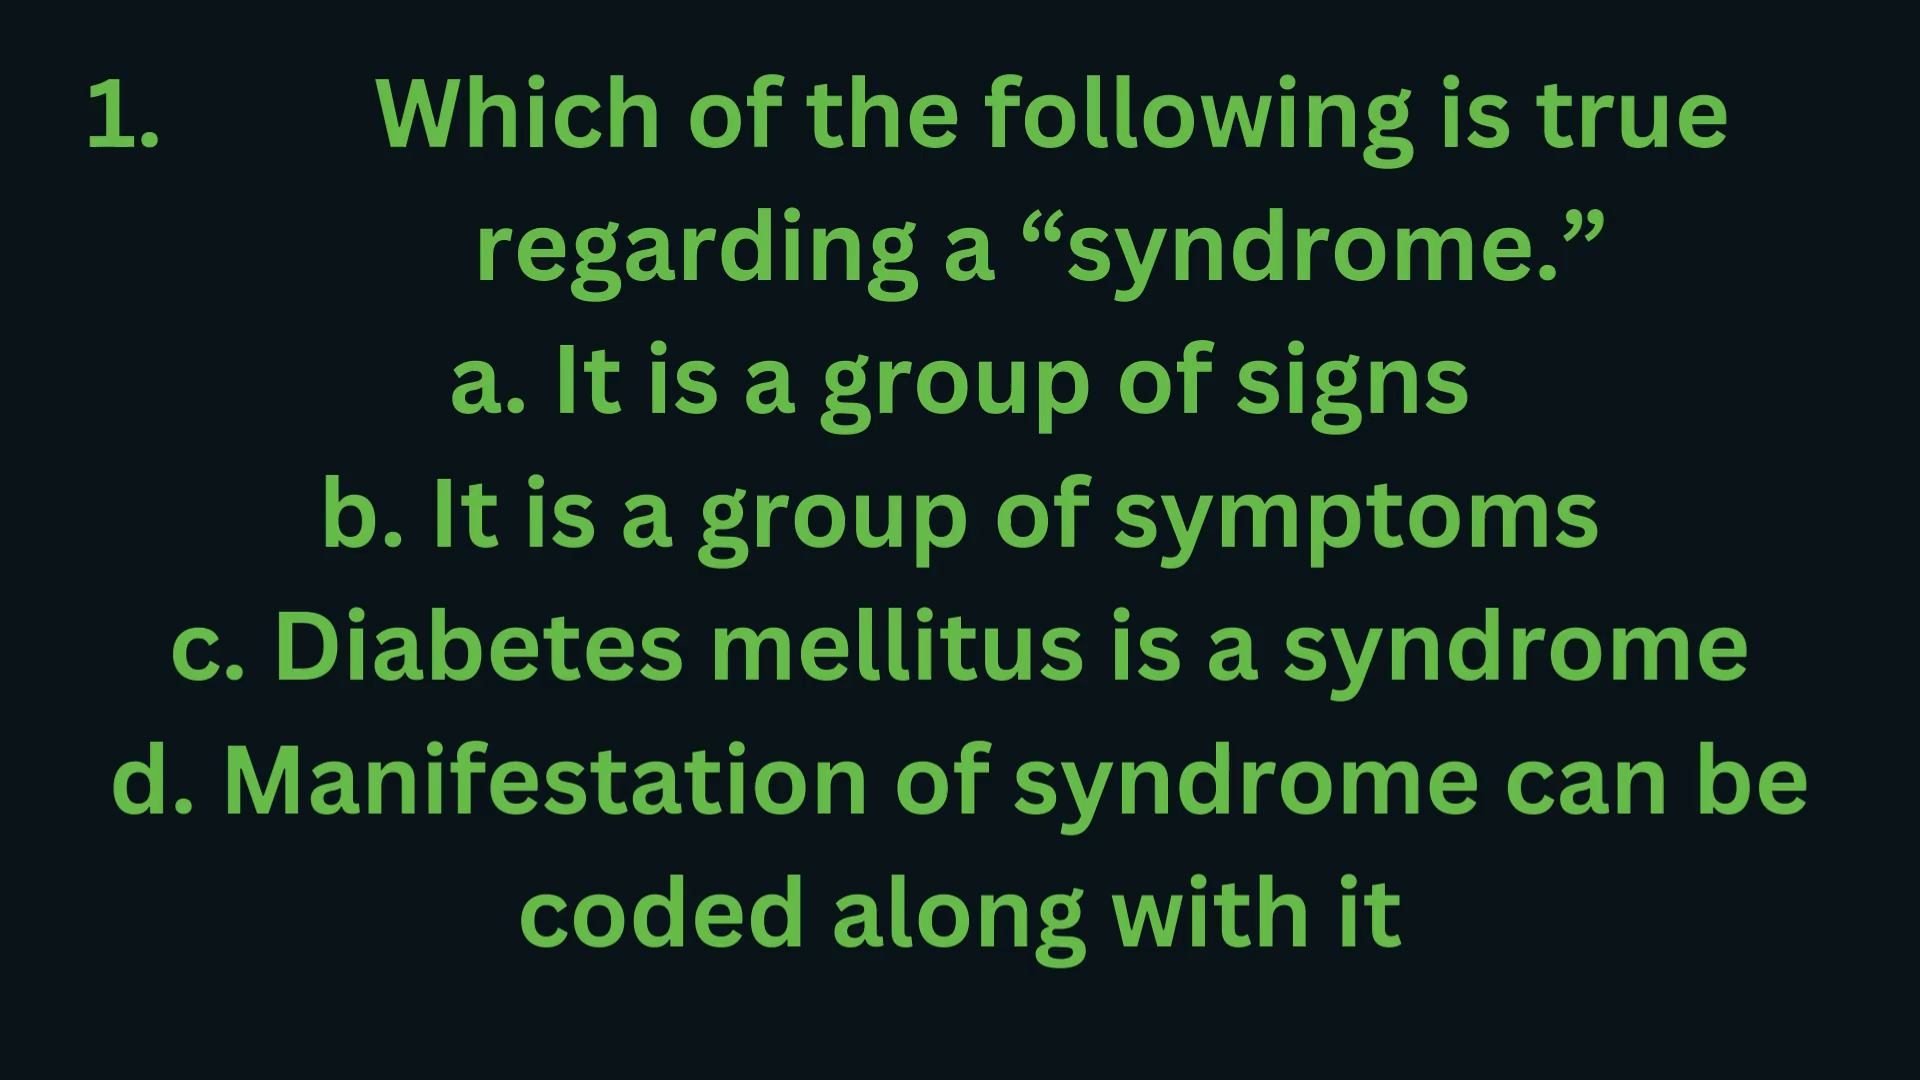 1. Which of the following is true
regarding a “syndrome.”
a. It is a group of signs
b. It is a group of symptoms
c. Diabetes mellitus is a syndrome
d. Manifestation of syndrome can be
coded along with it